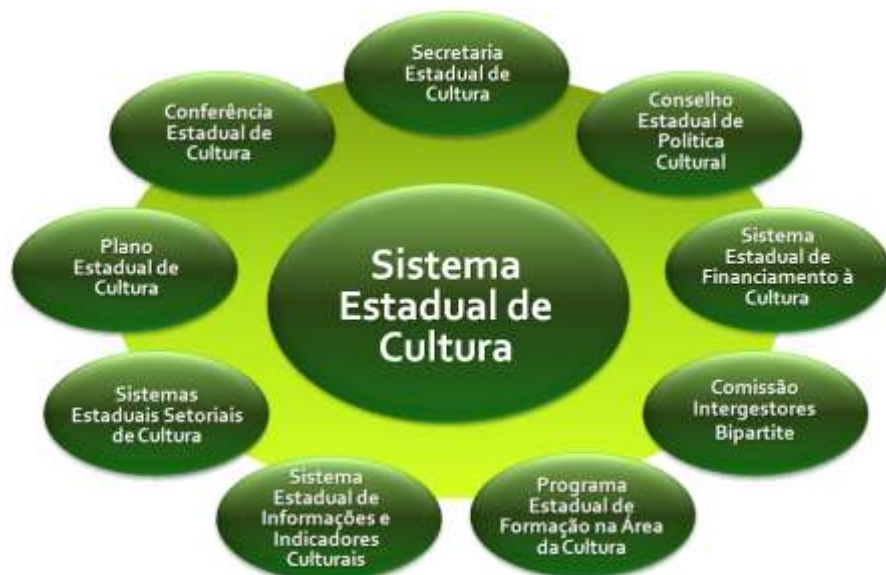 Secretaria
Estadual de
Cultura
Conselho
Estadual de
Política
Cultural
Sistema
Estadual de
Financiamento à
Cultura
Comissão
Intergestores
Bipartite
Programa
Estadual de
Formação na Área
da Cultura
Sistema
Estadual de
Informações e
Indicadores
Culturais
Sistemas
Estaduais Setoriais
de Cultura
Plano
Estadual de
Cultura
Conferência
Estadual de
Cultura
Sistema
Estadual de
Cultura